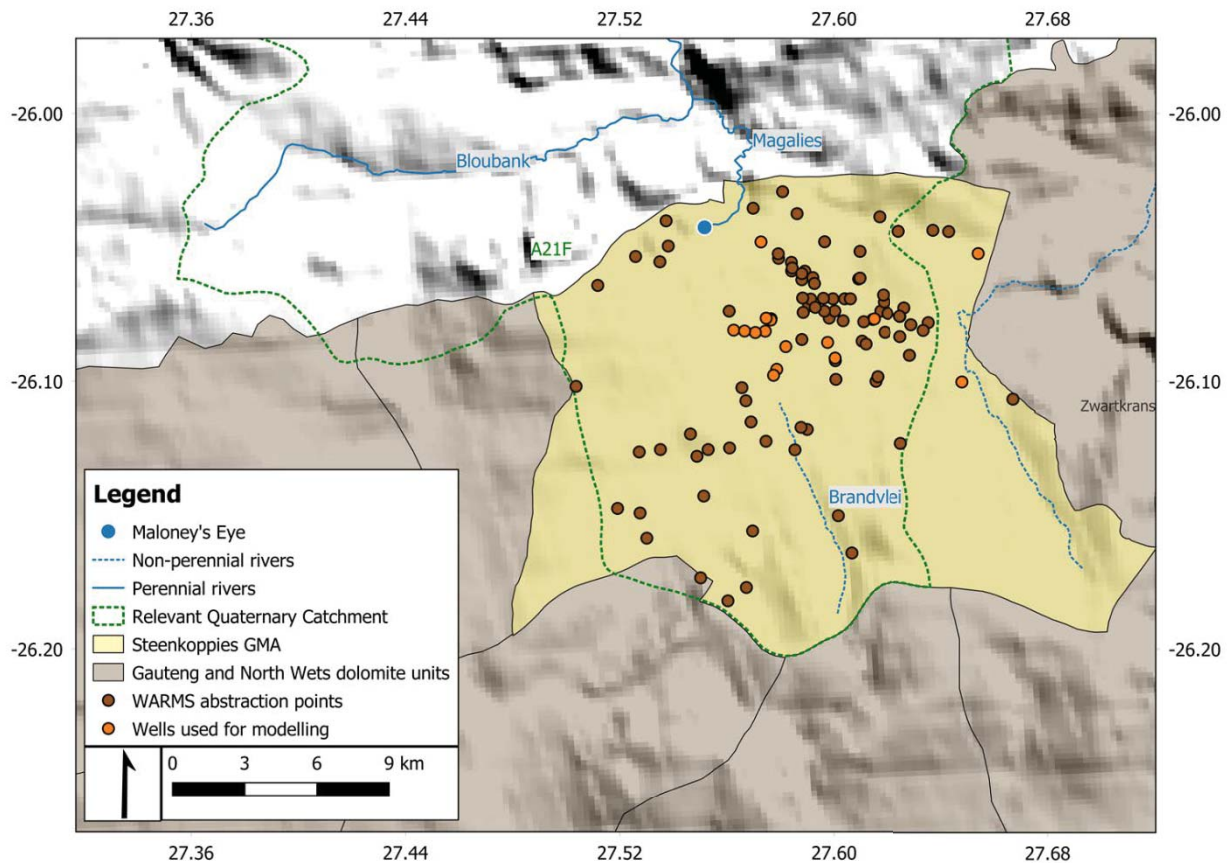 27.36 27.44 27.52 27.60 27.68
-26.00 -26.00
Magalies
Bloubank
A21F
-26.10 -26.10
Zwartkrans
Brandvlei
Legend
Maloney's Eye
Non-perennial rivers
Perennial rivers
Relevant Quaternary Catchment
Steenkoppies GMA
-26.20 -26.20
Gauteng and North Wets dolomite units
WARMS abstraction points
Wells used for modelling
0 3 6 9 km
27.36 27.44 27.52 27.60 27.68